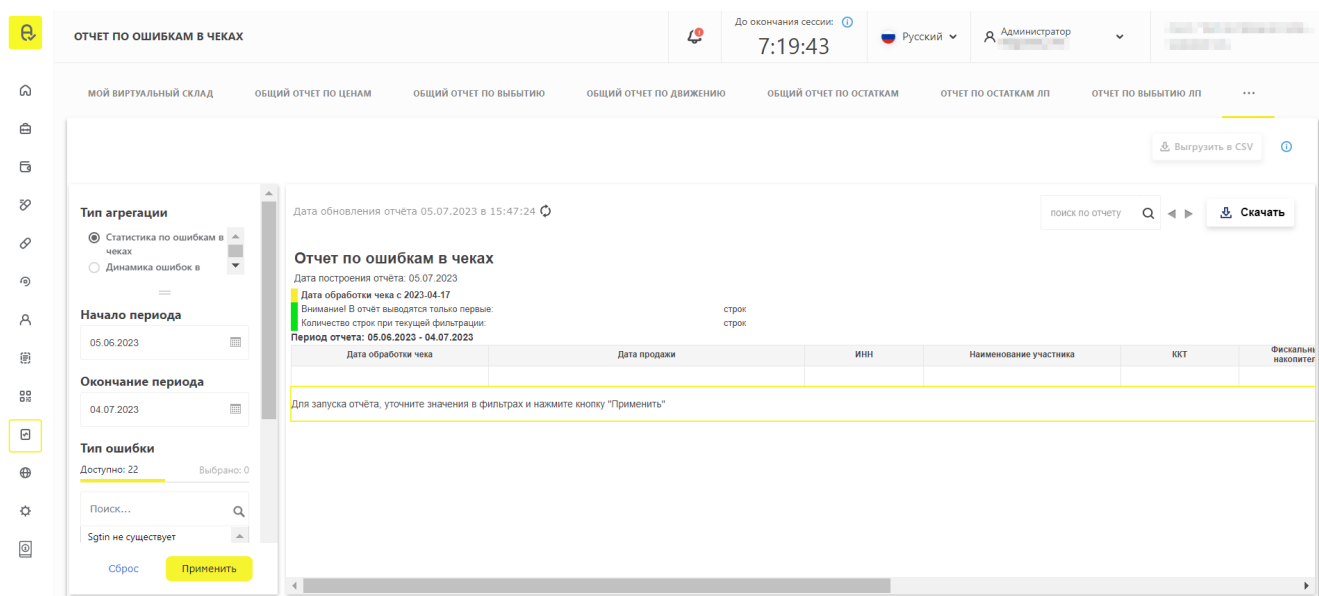 ОТЧЕТ ПО ОШИБКАМ В ЧЕКАХ
До окончания сессии:
7:19:43
Русский
Администратор
МОЙ ВИРТУАЛЬНЫЙ СКЛАД ОБЩИЙ ОТЧЕТ ПО ЦЕНАМ ОБЩИЙ ОТЧЕТ ПО ВЫБЫТИЮ ОБЩИЙ ОТЧЕТ ПО ДВИЖЕНИЮ ОБЩИЙ ОТЧЕТ ПО ОСТАТКАМ ОТЧЕТ ПО ОСТАТКАМ ЛП ОТЧЕТ ПО ВЫБЫТИЮ ЛП ...
Выгрузить в CSV
Тип агрегации
Статистика по ошибкам в
чеках
Динамика ошибок в
Начало периода
05.06.2023
Окончание периода
04.07.2023
Тип ошибки
Доступно: 22 Выбрано: 0
Поиск...
Sgtin не существует
Сброс Применить
Дата обновления отчёта 05.07.2023 в 15:47:24
поиск по отчету
Скачать
Отчет по ошибкам в чеках
Дата построения отчёта: 05.07.2023
Дата обработки чека с 2023-04-17
Внимание! В отчёт выводятся только первые: строк
Количество строк при текущей фильтрации: строк
Период отчета: 05.06.2023 - 04.07.2023
Дата обработки чека Дата продажи ИНН Наименование участника ККТ Фискальн
накопител
Для запуска отчёта, уточните значения в фильтрах и нажмите кнопку "Применить"